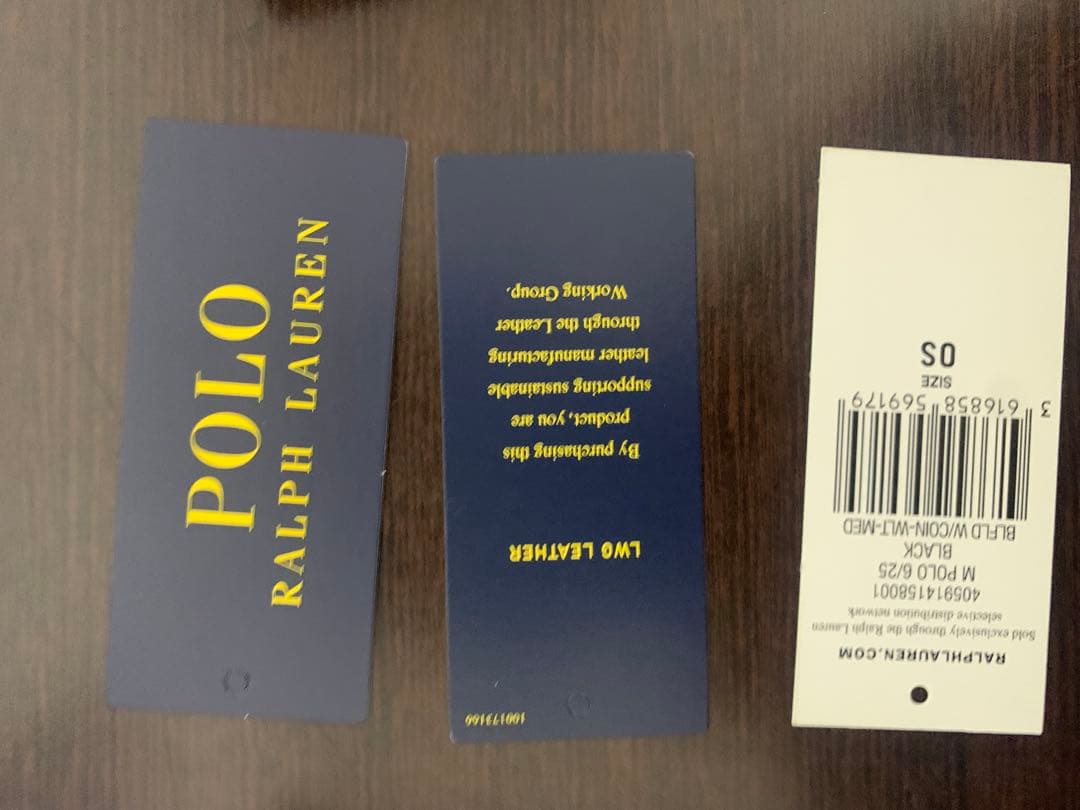 POLO
RALPH LAUREN
100173160
LWG LEATHER
By purchasing this
product, you are
supporting sustainable
leather manufacturing
through the Leather
Working Group.
RALPHLAUREN.COM
Sold exclusively through the Ralph Lauren
selective distribution network
405914158001
M POLO 6/25
BLACK
BLFLD W/COIN-WLT-MED
3 616858 569179
SIZE
OS